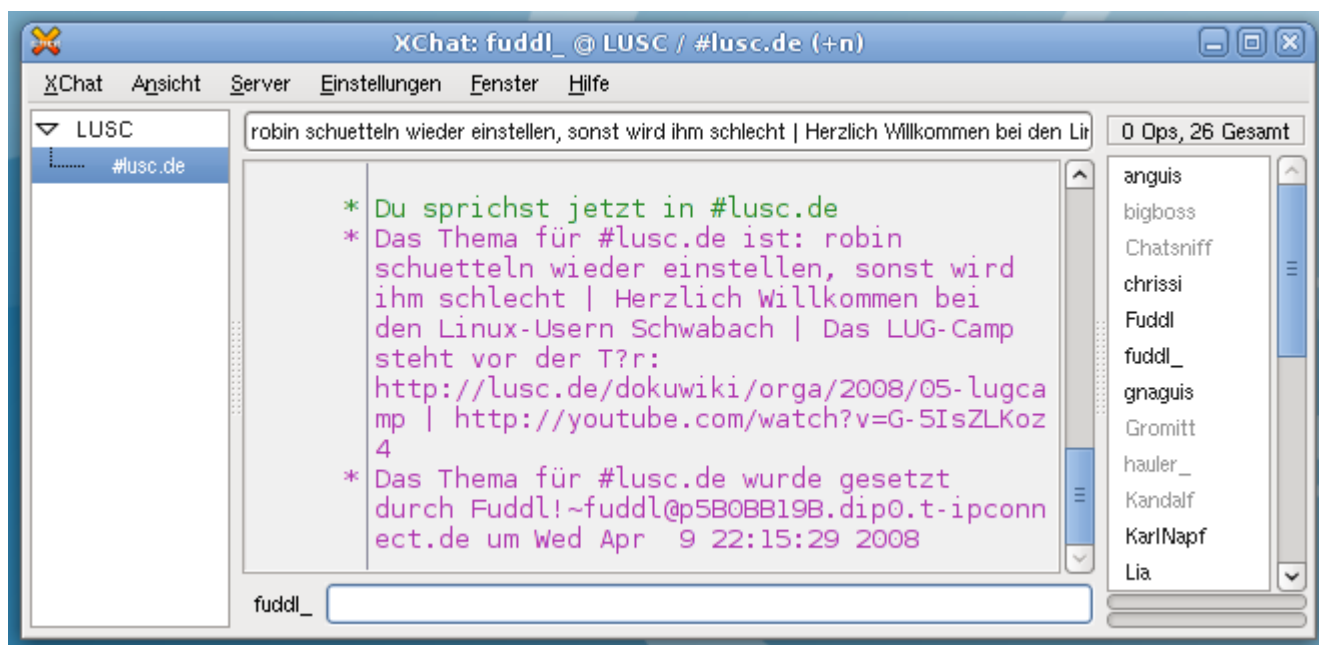 XChat: fuddl_ @ LUSC / #lusc.de (+n)
XChat Ansicht Server Einstellungen Fenster Hilfe
LUSC
#lusc.de
robin schuetteln wieder einstellen, sonst wird ihm schlecht | Herzlich Willkommen bei den
0 Ops, 26 Gesamt
* Du sprichst jetzt in #lusc.de
* Das Thema für #lusc.de ist: robin
schuetteln wieder einstellen, sonst wird
ihm schlecht | Herzlich Willkommen bei
den Linux-Usern Schwabach | Das LUG-Camp
steht vor der T?r:
http://lusc.de/dokuwiki/orga/2008/05-lugca
mp | http://youtube.com/watch?v=G-5IsZLKoz
4
* Das Thema für #lusc.de wurde gesetzt
durch Fuddl!~fuddl@p5B0BB19B.dip0.t-ipconn
ect.de um Wed Apr  9 22:15:29 2008
anguis
bigboss
Chatsniff
chrissi
Fuddl
fuddl_
gnaguis
Gromitt
hauler_
Kandalf
KarlNapf
Lia
fuddl_